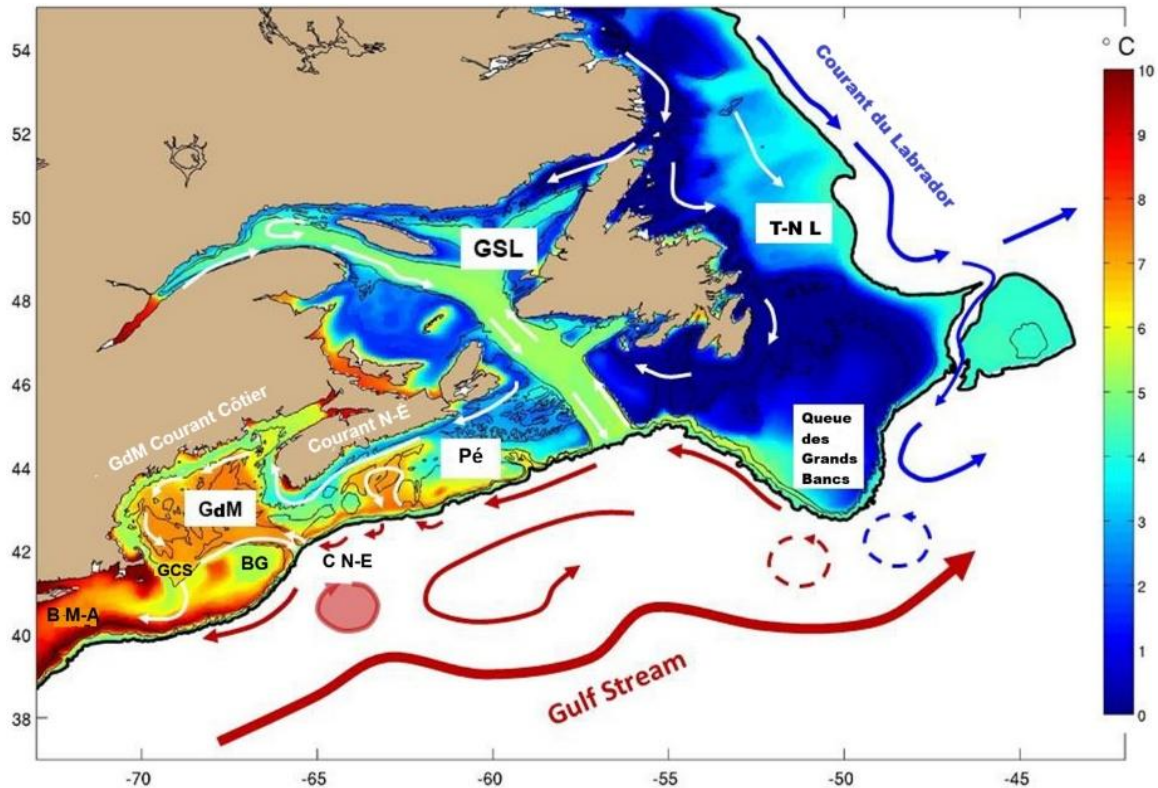 ° C
54
52
50
48
46
44
42
40
38
-70
-65
-60
-55
-50
-45
10
9
8
7
6
5
4
3
2
1
0
Courant du Labrador
T-N L
GSL
Queue
des
Grands
Bancs
GdM Courant Côtier
Courant N-É
Pé
GdM
GCS
BG
C N-E
B M-A
Gulf Stream